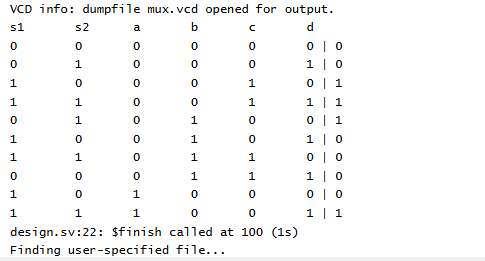 VCD info: dumpfile mux.vcd opened for output.
s1 s2 a b c d
0 0 0 0 0 0 | 0
0 1 0 0 0 1 | 0
1 0 0 0 1 0 | 1
1 1 0 0 1 1 | 1
0 1 0 1 0 0 | 1
1 0 0 1 0 1 | 0
1 1 0 1 1 0 | 0
0 0 0 1 1 1 | 0
1 0 1 0 0 0 | 0
1 1 1 0 0 1 | 1
design.sv:22: $finish called at 100 (1s)
Finding user-specified file...